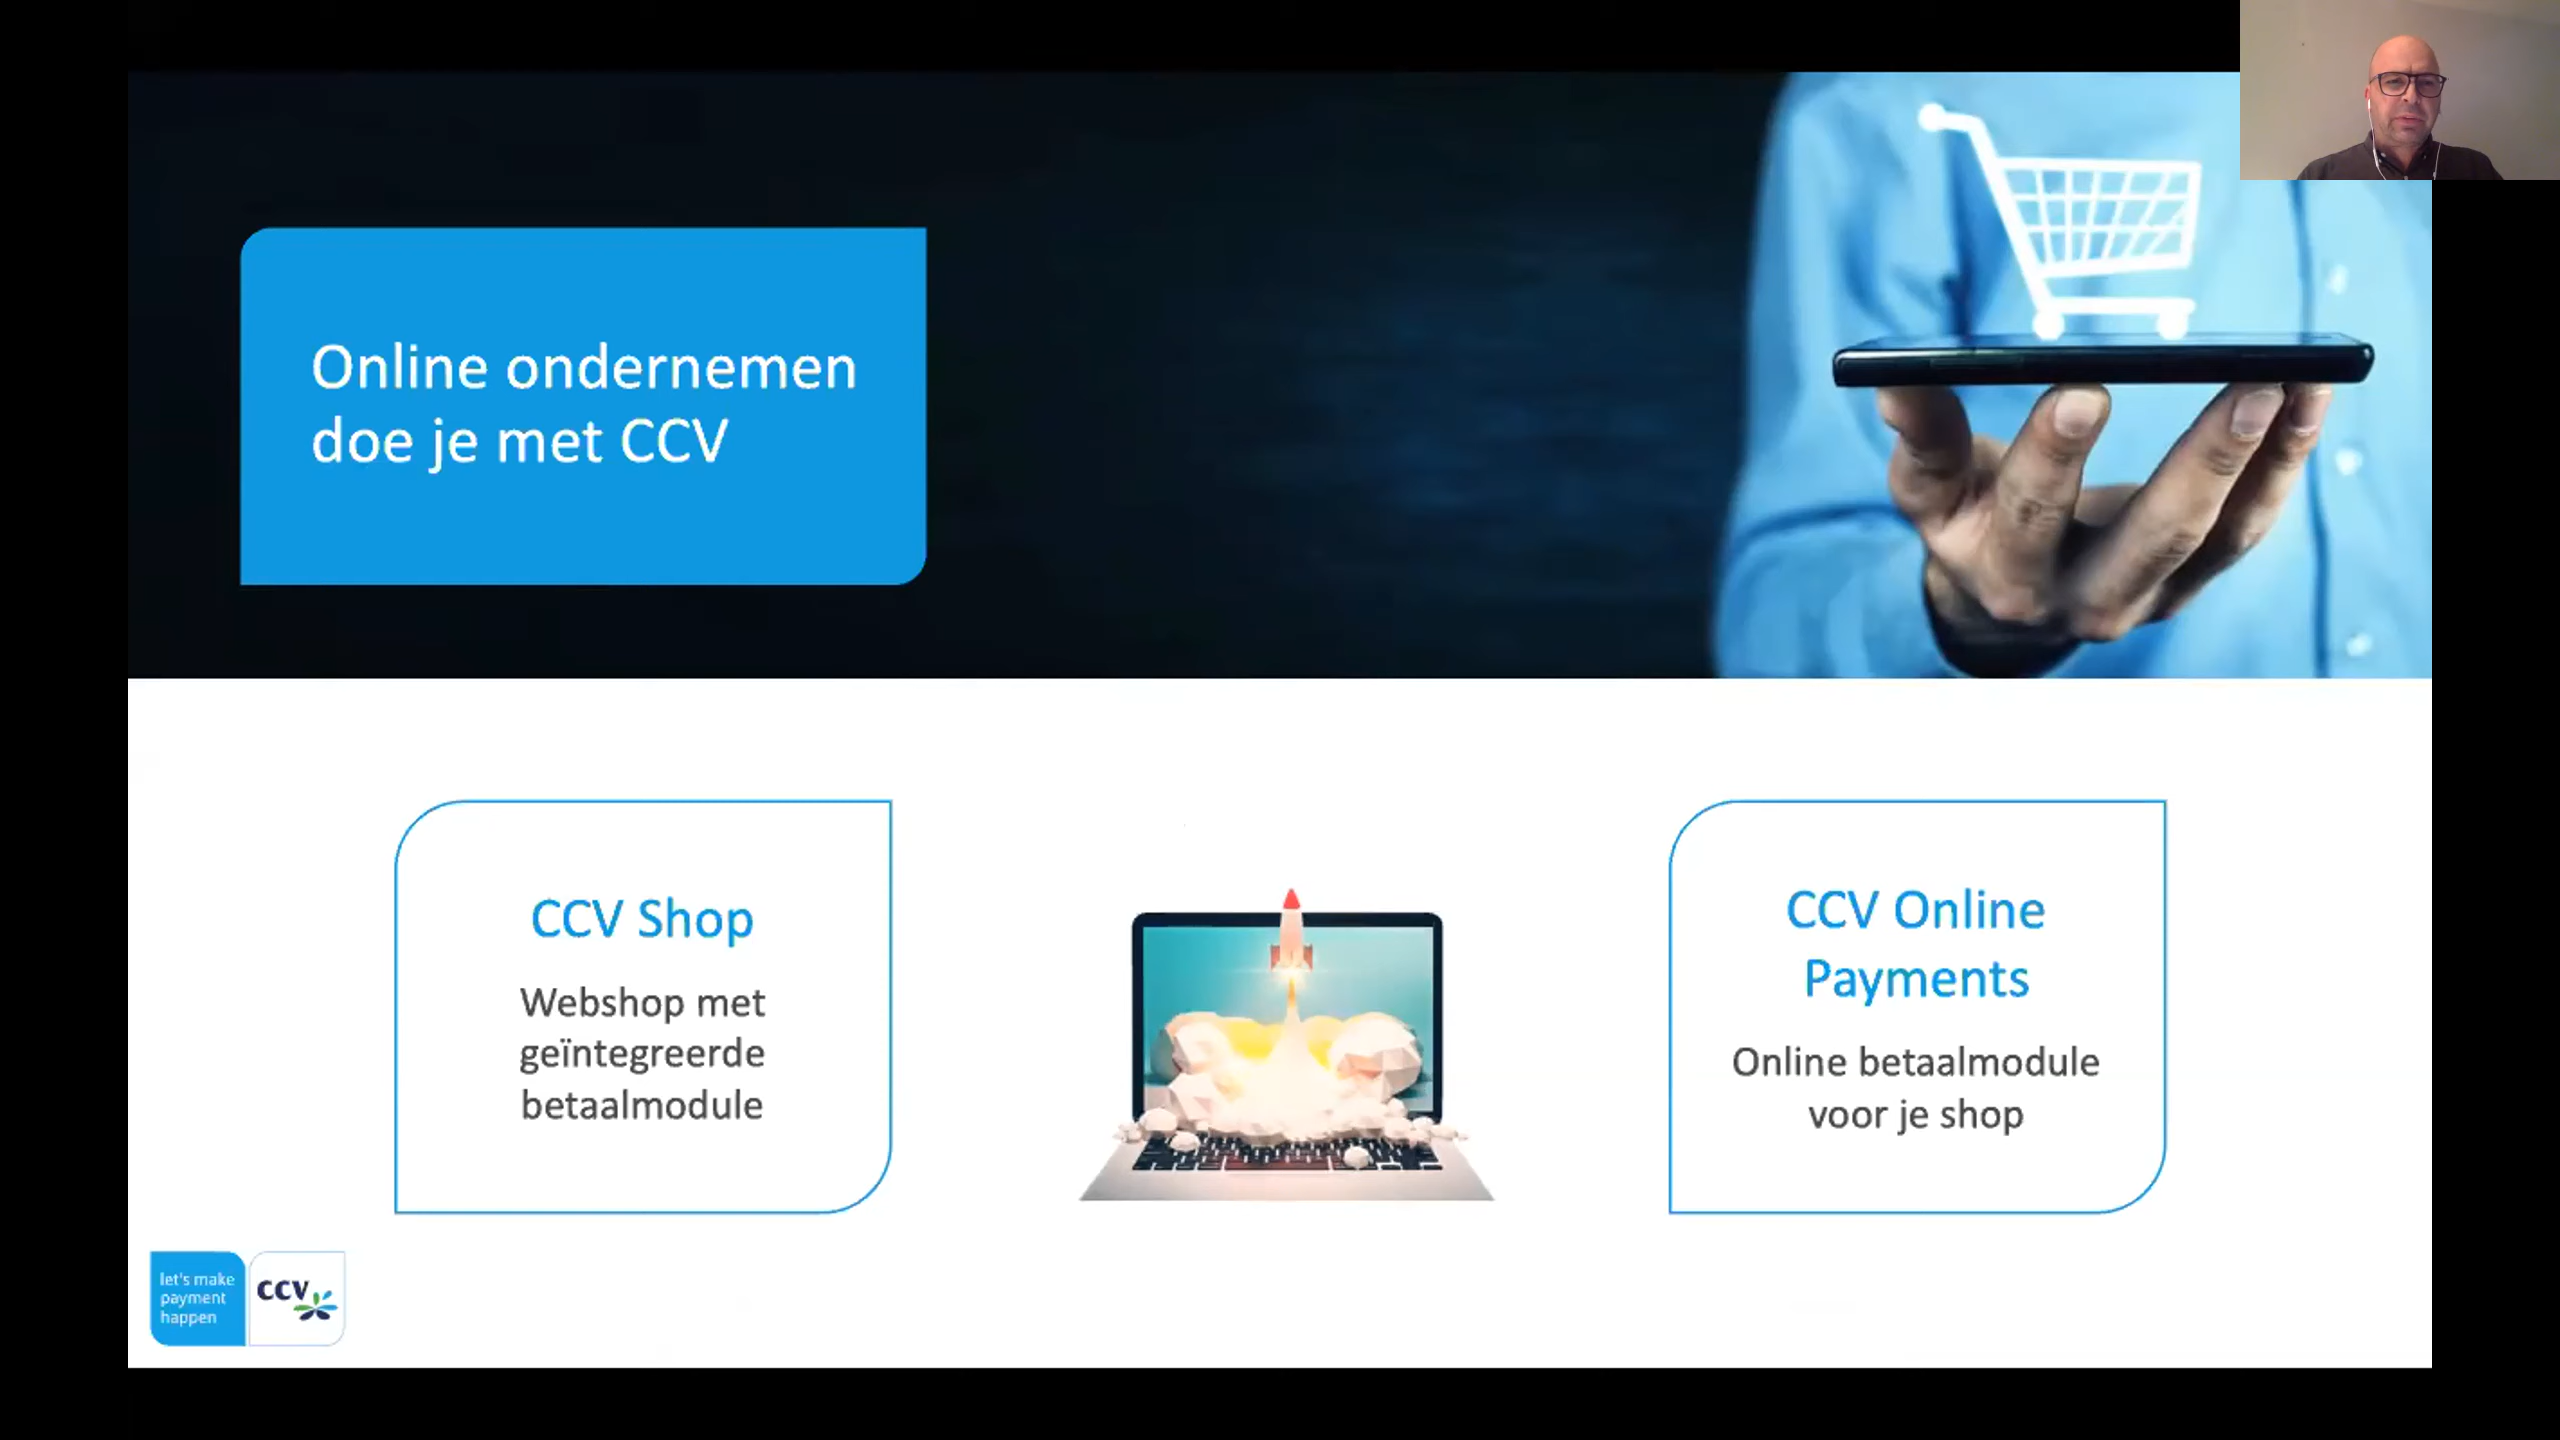 Online ondernemen
doe je met CCV
CCV Shop
Webshop met
geïntegreerde
betaalmodule
CCV Online
Payments
Online betaalmodule
voor je shop
let's make
payment
happen
CCV